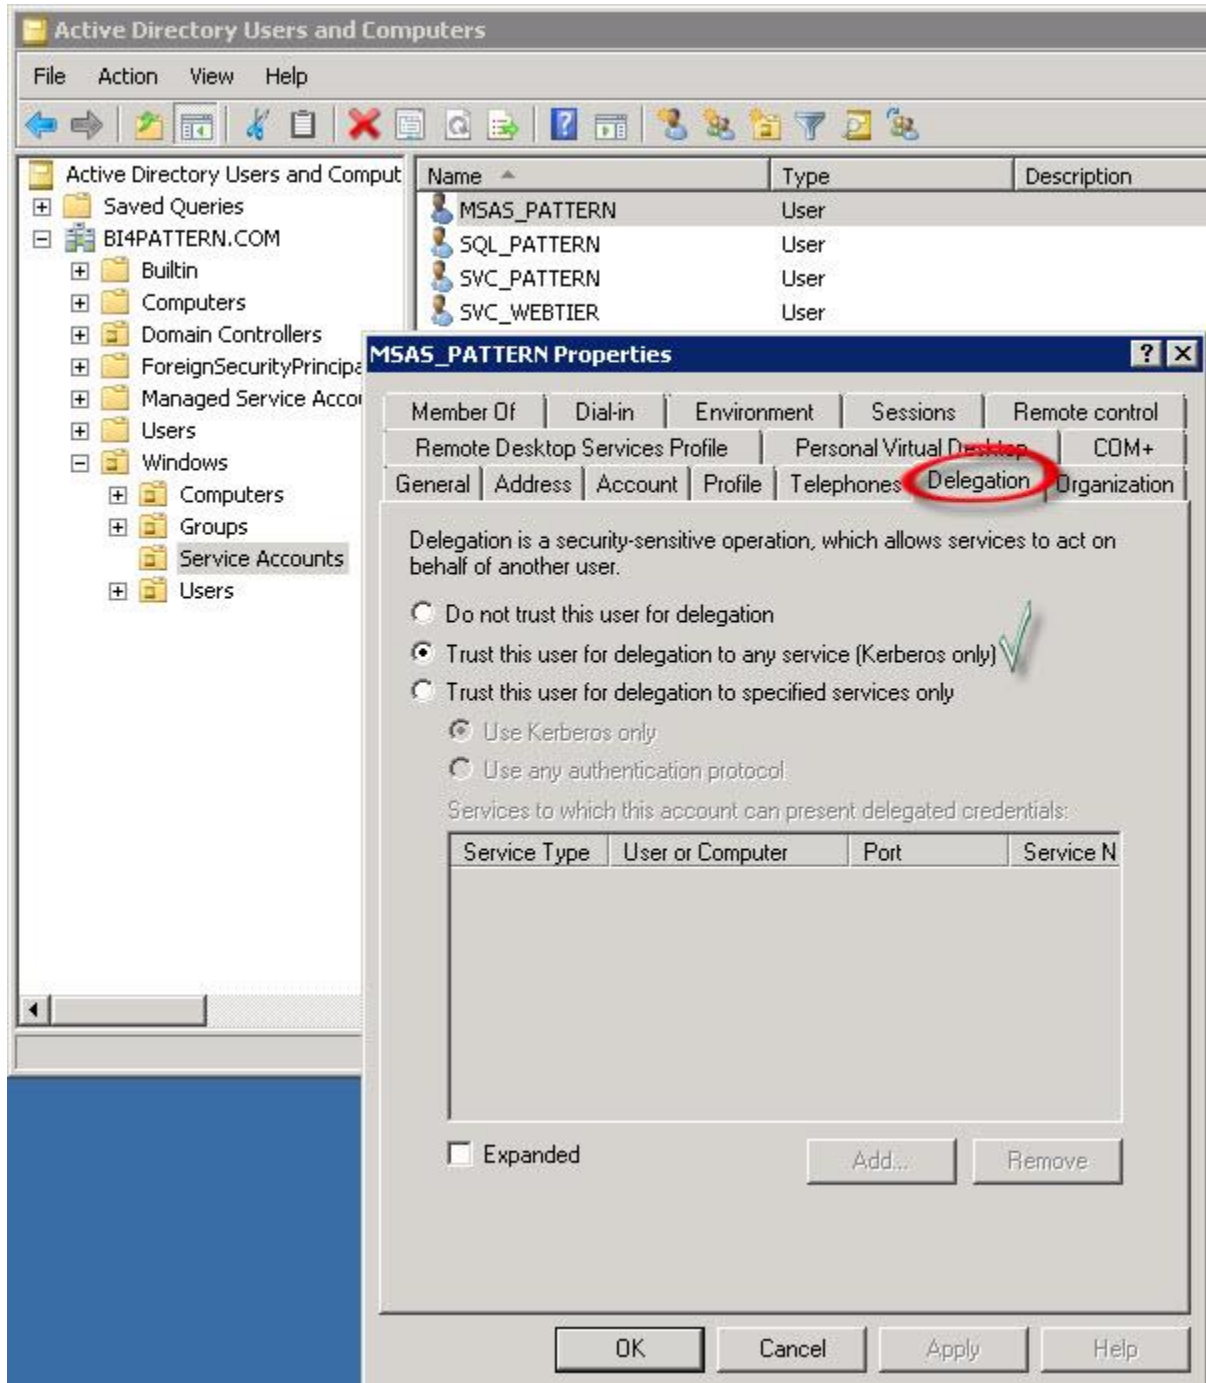 Active Directory Users and Computers
File Action View Help
Active Directory Users and Comput
Saved Queries
BI4PATTERN.COM
Builtin
Computers
Domain Controllers
ForeignSecurityPrincipa
Managed Service Accou
Users
Windows
Computers
Groups
Service Accounts
Users
Name Type Description
MSAS_PATTERN User
SQL_PATTERN User
SVC_PATTERN User
SVC_WEBTIER User
MSAS_PATTERN Properties
Member Of Dial-in Environment Sessions Remote control
Remote Desktop Services Profile Personal Virtual Desktop COM+
General Address Account Profile Telephones Delegation Organization
Delegation is a security-sensitive operation, which allows services to act on
behalf of another user.
Do not trust this user for delegation
Trust this user for delegation to any service (Kerberos only)
Trust this user for delegation to specified services only
Use Kerberos only
Use any authentication protocol
Services to which this account can present delegated credentials:
Service Type User or Computer Port Service N
Expanded Add... Remove
OK Cancel Apply Help